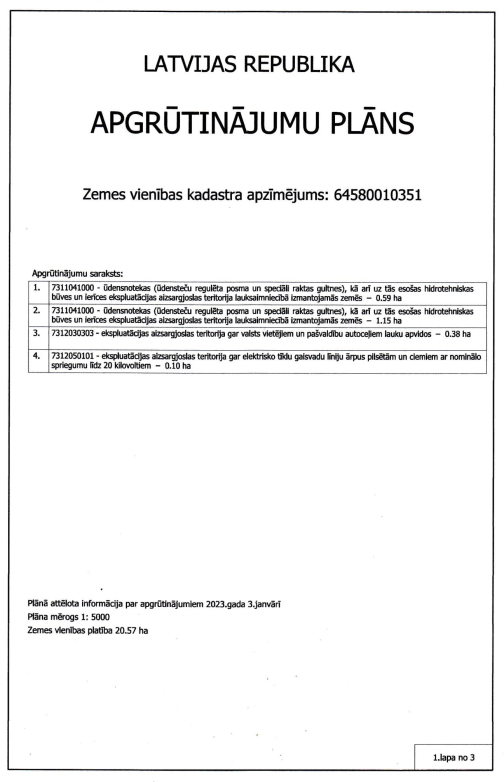 LATVIJAS REPUBLIKA
APGRŪTINĀJUMU PLĀNS
Zemes vienības kadastra apzīmējums: 64580010351
Apgrūtinājumu saraksts:
1. 7311041000 - ūdensnotekas (ūdensteču regulēta posma un speciāli raktas gultnes), kā arī uz tās esošas hidrotehniskas
būves un ierīces ekspluatācijas aizsargjoslas teritorija lauksaimniecībā izmantojamās zemēs − 0.59 ha
2. 7311041000 - ūdensnotekas (ūdensteču regulēta posma un speciāli raktas gultnes), kā arī uz tās esošas hidrotehniskas
būves un ierīces ekspluatācijas aizsargjoslas teritorija lauksaimniecībā izmantojamās zemēs − 1.15 ha
3. 7312030303 - ekspluatācijas aizsargjoslas teritorija gar valsts vietējiem un pašvaldību autoceļiem lauku apvidos − 0.38 ha
4. 7312050101 - ekspluatācijas aizsargjoslas teritorija gar elektrisko tīklu gaisvadu līniju ārpus pilsētām un ciemiem ar nominālo
spriegumu līdz 20 kilovoltiem − 0.10 ha
Plānā attēlota informācija par apgrūtinājumiem 2023.gada 3.janvārī
Plāna mērogs 1: 5000
Zemes vienības platība 20.57 ha
1.lapa no 3